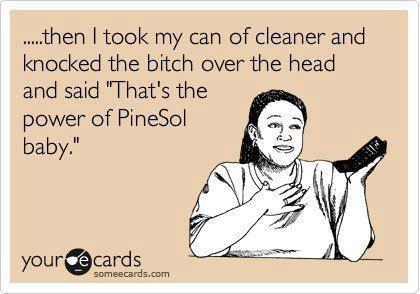 .....then I took my can of cleaner and
knocked the bitch over the head
and said "That's the
power of PineSol
baby."
your e cards
someecards.com